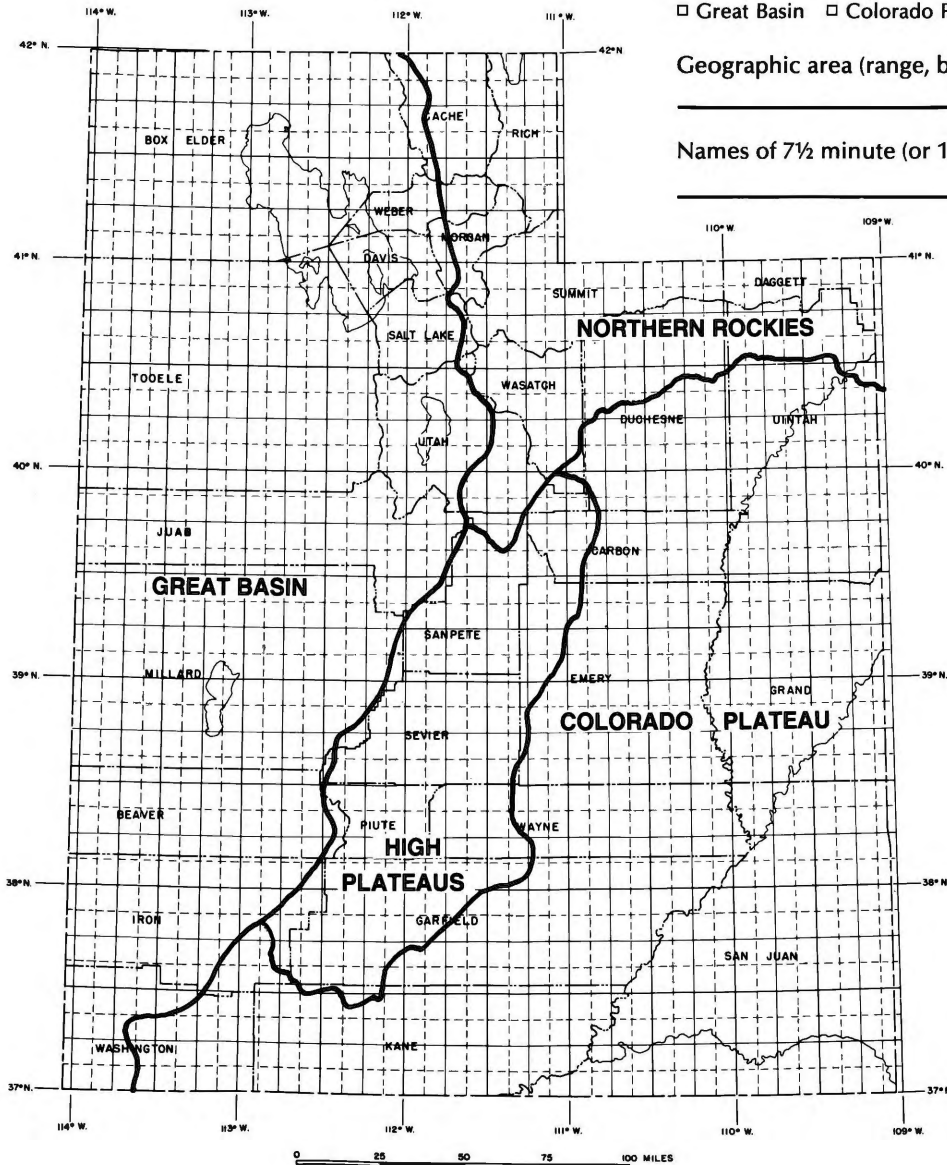 □ Great Basin □ Colorado
Geographic area (range, b
Names of 7½ minute (or 1
114° W. 113° W. 112° W. 111° W.
42° N. 42° N.
ACHE
RICH
BOX ELDER
WEBER
MORGAN
110° W. 109° W.
41° N. 41° N.
DAVIS
DAGGETT
SUMMIT
NORTHERN ROCKIES
SALT LAKE
TOOELE
WASATCH
DUCHESNE
UINTAH
UTAH
40° N. 40° N.
JUAB
CARBON
GREAT BASIN
SANPETE
39° N. 39° N.
MILLARD
EMERY
GRAND
COLORADO PLATEAU
SEVIER
BEAVER
PIUTE
WAYNE
HIGH
PLATEAUS
38° N. 38° N.
IRON
GARFIELD
SAN JUAN
WASHINGTON
KANE
37° N. 37° N.
114° W. 113° W. 112° W. 111° W. 110° W. 109° W.
0 25 50 75 100 MILES